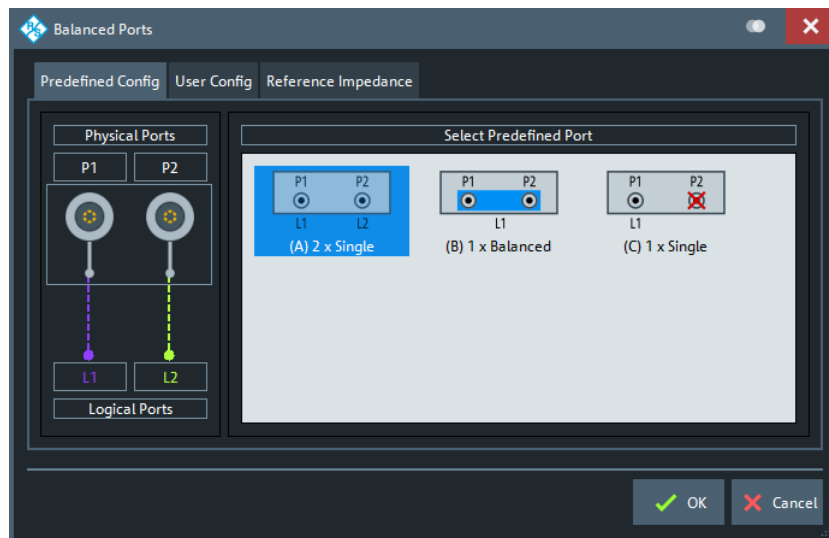 R&S Balanced Ports
Predefined Config User Config Reference Impedance
Physical Ports
P1 P2
L1 L2
Logical Ports
Select Predefined Port
P1 P2
L1 L2
(A) 2 x Single
P1 P2
L1
(B) 1 x Balanced
P1 P2
L1
(C) 1 x Single
OK Cancel